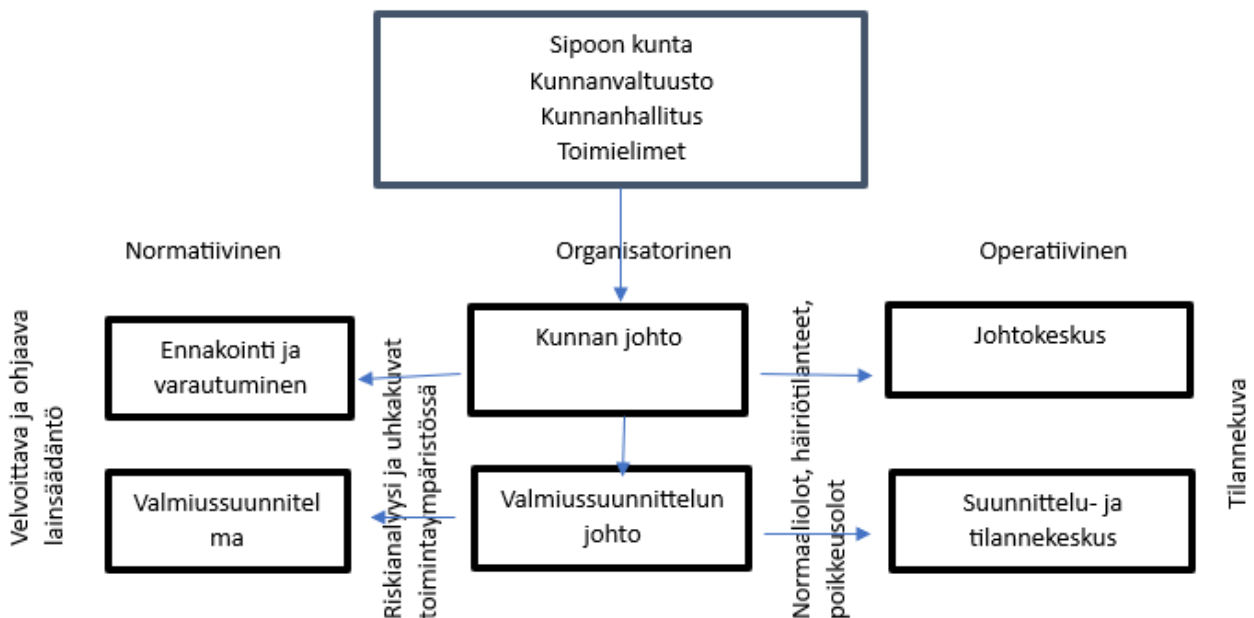 Sipoon kunta
Kunnanvaltuusto
Kunnanhallitus
Toimielimet
Normatiivinen
Organisatorinen
Operatiivinen
Velvoittava ja ohjaava
lainsäädäntö
Ennakointi ja
varautuminen
Riskianalyysi ja uhkakuvat
toimintaympäristössä
Kunnan johto
Normaaliolot, häiriötilanteet,
poikkeusolot
Johtokeskus
Tilannekuva
Valmiussuunnitel
ma
Valmiussuunnittelun
johto
Suunnittelu- ja
tilannekeskus